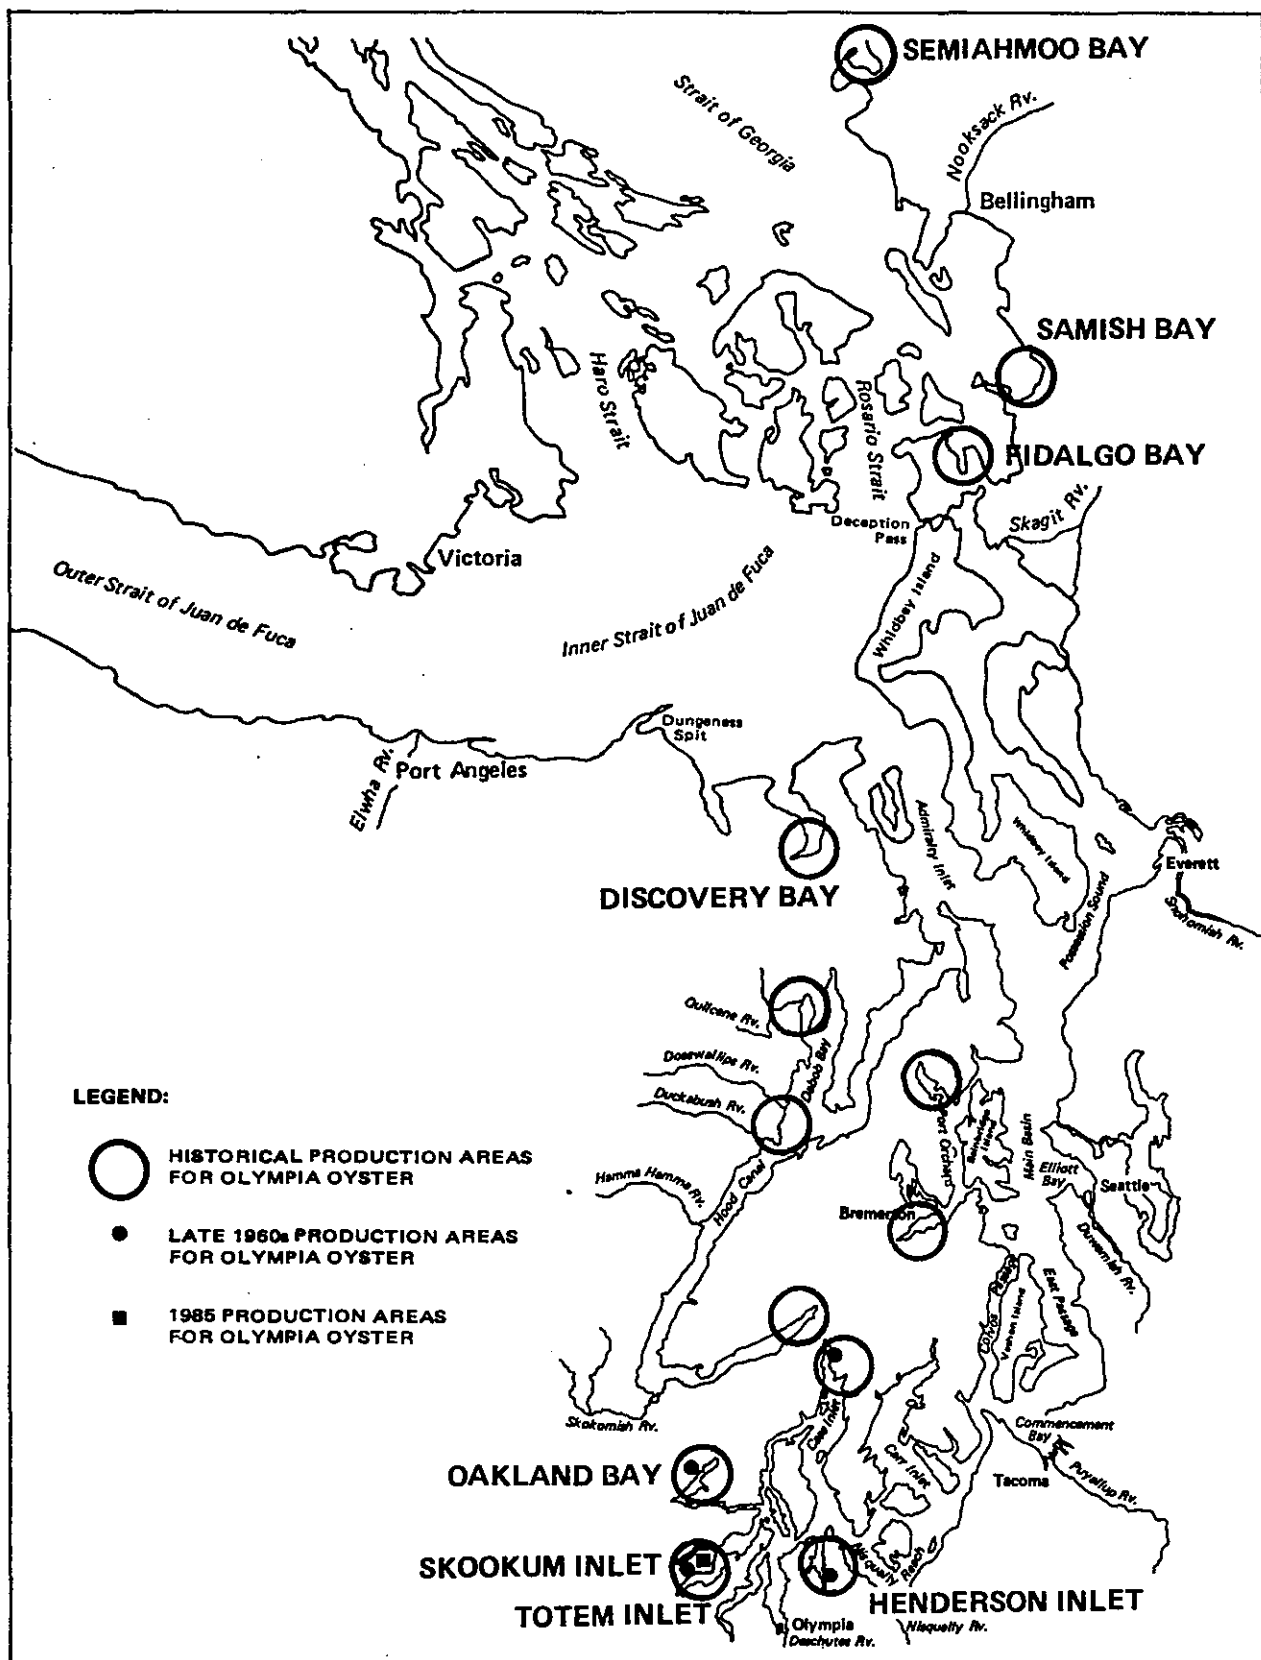 SEMIAHMOO BAY
Strait of Georgia
Nooksack Rv.
Bellingham
SAMISH BAY
Haro Strait
Rosario Strait
FIDALGO BAY
Deception
Pass
Skagit Rv.
Victoria
Outer Strait of Juan de Fuca
Inner Strait of Juan de Fuca
Whidbey Island
Dungeness
Spit
Elwha Rv.
Port Angeles
Admiralty Inlet
Whidbey Island
Everett
DISCOVERY BAY
Possession Sound
Snohomish Rv.
Quilcene Rv.
Dabob Bay
Dosewallips Rv.
Duckabush Rv.
LEGEND:
HISTORICAL PRODUCTION AREAS
FOR OLYMPIA OYSTER
LATE 1960s PRODUCTION AREAS
FOR OLYMPIA OYSTER
1985 PRODUCTION AREAS
FOR OLYMPIA OYSTER
Port Orchard
Bainbridge
Island
Main Basin
Elliott
Bay
Seattle
Hamma Hamma Rv.
Hood Canal
Bremerton
Duwamish Rv.
Colvos Passage
Vashon Island
East Passage
Skokomish Rv.
Case Inlet
Carr Inlet
Commencement
Bay
Puyallup Rv.
Tacoma
OAKLAND BAY
SKOOKUM INLET
Nisqually Reach
TOTEM INLET
HENDERSON INLET
Olympia
Deschutes Rv.
Nisqually Rv.